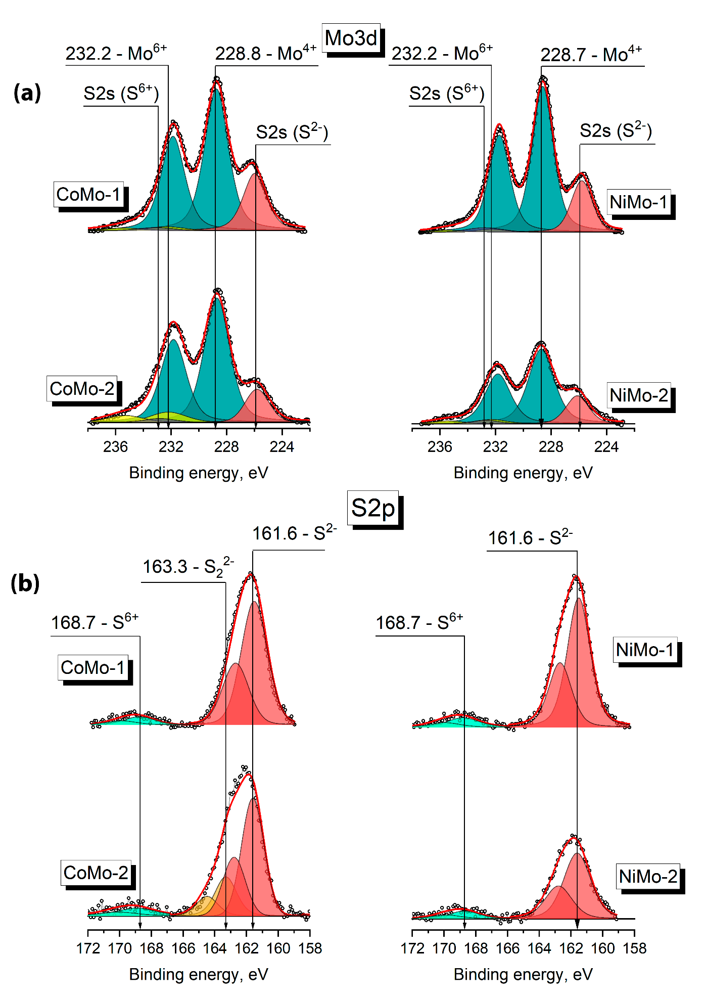 Mo3d
232.2 - Mo⁶⁺
228.8 - Mo⁴⁺
232.2 - Mo⁶⁺
228.7 - Mo⁴⁺
(a)
S2s (S⁶⁺)
S2s (S²⁻)
S2s (S⁶⁺)
S2s (S²⁻)
CoMo-1
NiMo-1
CoMo-2
NiMo-2
236 232 228 224
236 232 228 224
Binding energy, eV
Binding energy, eV
S2p
161.6 - S²⁻
161.6 - S²⁻
163.3 - S₂²⁻
(b)
168.7 - S⁶⁺
168.7 - S⁶⁺
CoMo-1
NiMo-1
CoMo-2
NiMo-2
172 170 168 166 164 162 160 158
172 170 168 166 164 162 160 158
Binding energy, eV
Binding energy, eV